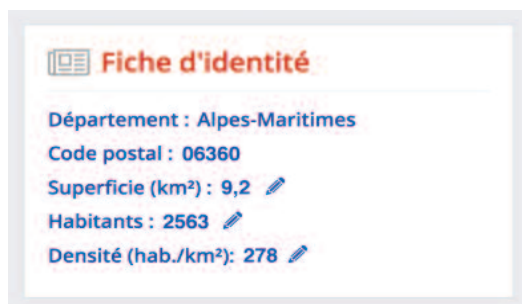 Fiche d'identité
Département : Alpes-Maritimes
Code postal : 06360
Superficie (km²) : 9,2
Habitants : 2563
Densité (hab./km²): 278